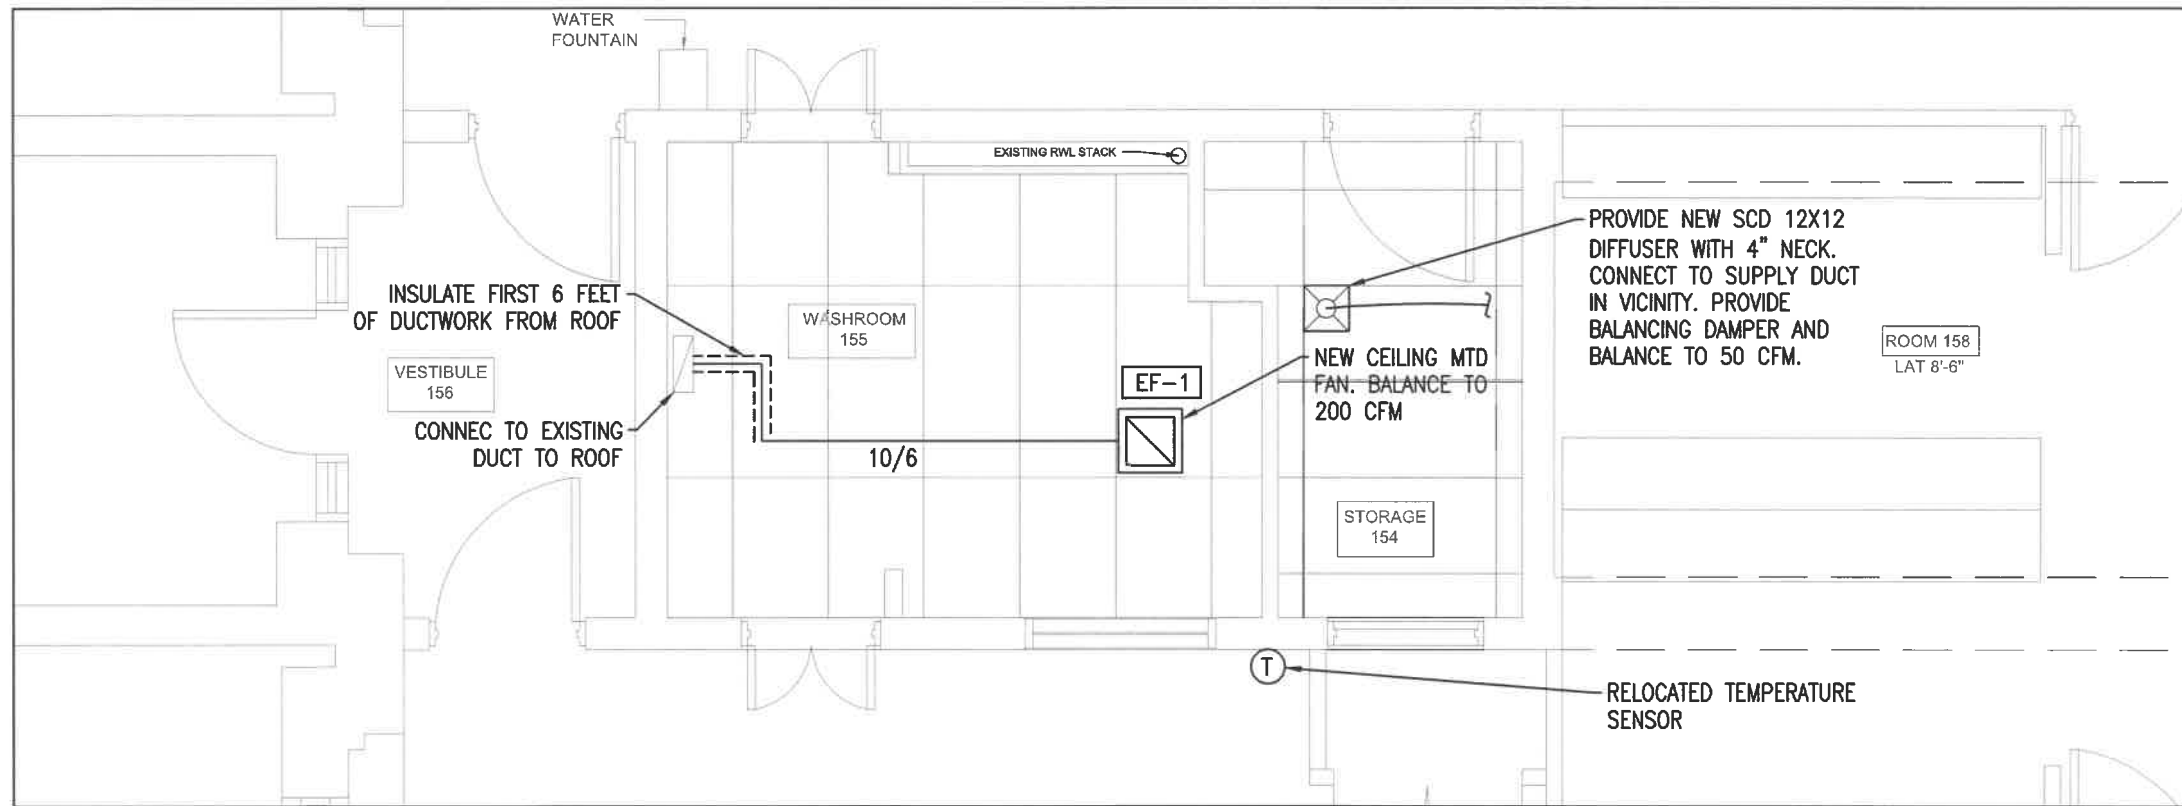 WATER
FOUNTAIN
EXISTING RWL STACK
INSULATE FIRST 6 FEET
OF DUCTWORK FROM ROOF
WASHROOM
155
VESTIBULE
156
CONNEC TO EXISTING
DUCT TO ROOF
10/6
EF-1
NEW CEILING MTD
FAN. BALANCE TO
200 CFM
PROVIDE NEW SCD 12X12
DIFFUSER WITH 4" NECK.
CONNECT TO SUPPLY DUCT
IN VICINITY. PROVIDE
BALANCING DAMPER AND
BALANCE TO 50 CFM.
ROOM 158
LAT 8'-6"
STORAGE
154
T
RELOCATED TEMPERATURE
SENSOR